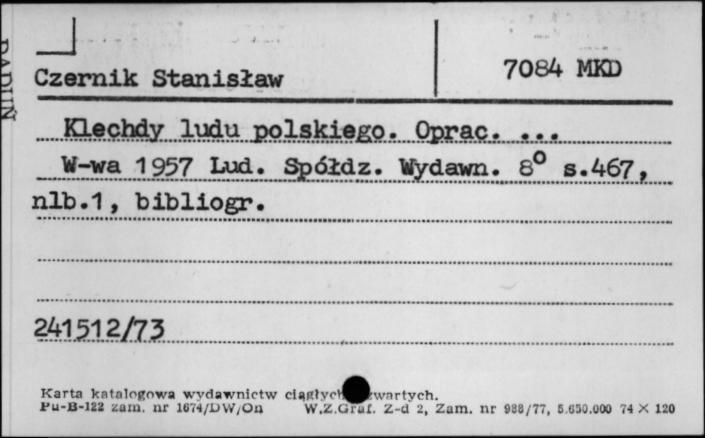 Czernik Stanisław
7084 MKD
Klechdy ludu polskiego. Oprac. ...
W-wa 1957 Lud. Spółdz. Wydawn. 8° s.467,
nlb.1, bibliogr.
241512/73
Karta katalogowa wydawnictw ciągłych
Pu-B-122 zam. nr 1674/DW/On W.Z.Graf. Z-d 2, Zam. nr 988/77, 5.650.000 74 X 120